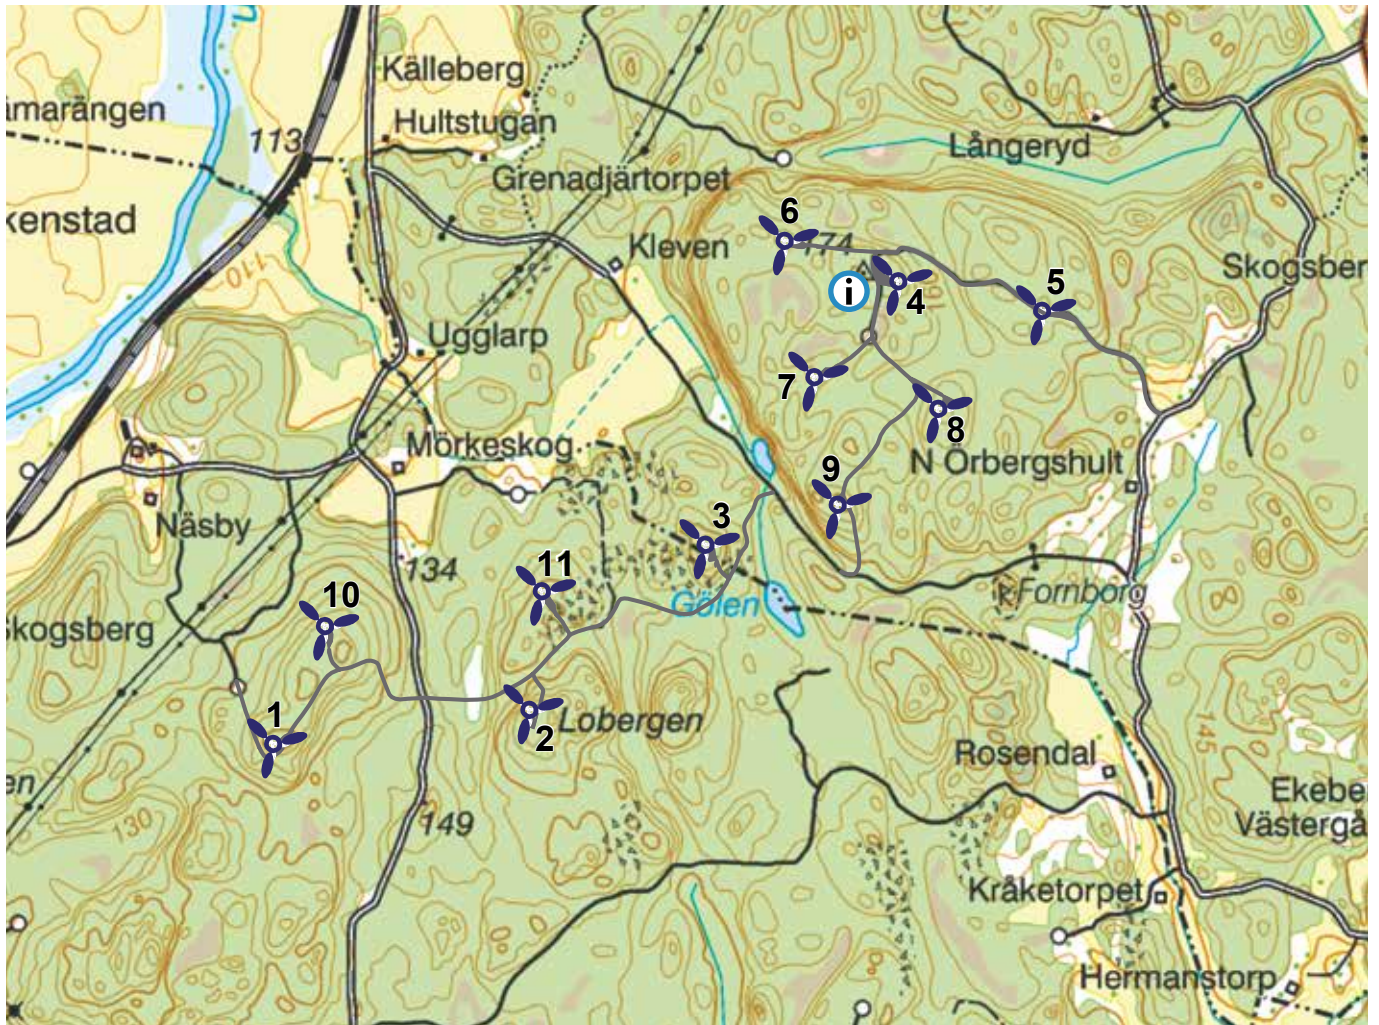 Källeberg
ämarängen
Hultstugan
113
Långeryd
Grenadjärtorpet
kenstad
6
Kleven
174
Skogsber
110
i
4
5
Ugglarp
7
8
Mörkeskog
N Örbergshult
9
Näsby
3
134
11
10
Gölen
Fornborg
Skogsberg
1
2
Lobergen
145
Rosendal
en
Ekebe
130
149
Västergå
Kråketorpet
Hermanstorp